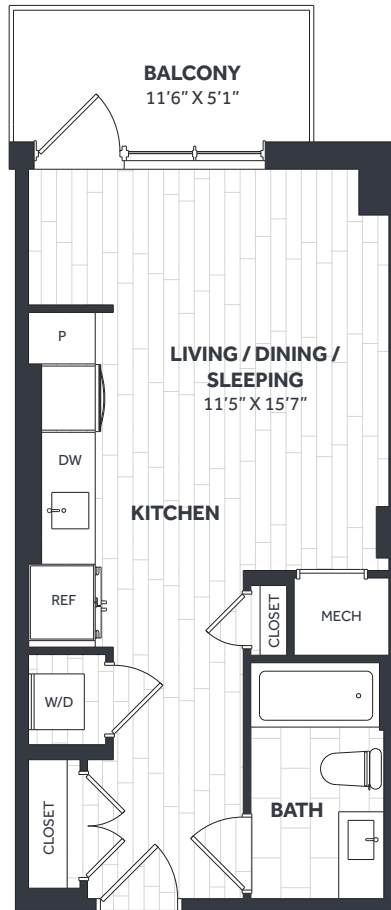 BALCONY
11'6" X 5'1"
P
LIVING / DINING /
SLEEPING
11'5" X 15'7"
DW
KITCHEN
REF
CLOSET
MECH
W/D
CLOSET
BATH